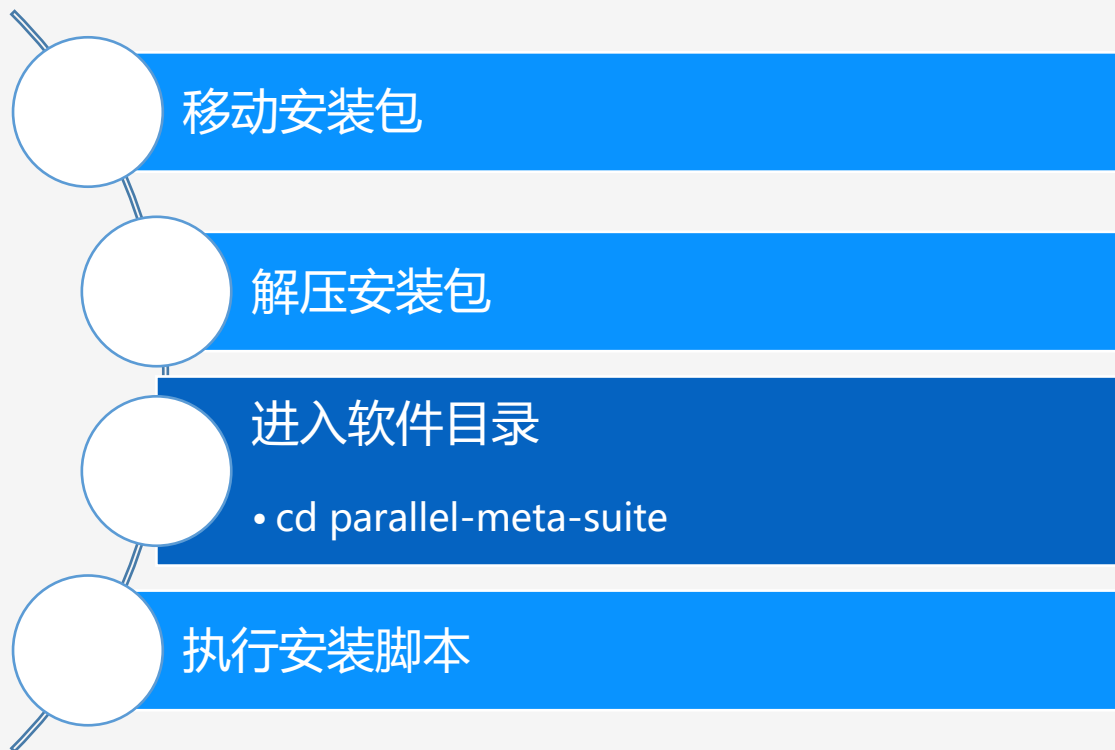 移动安装包
解压安装包
进入软件目录
• cd parallel-meta-suite
执行安装脚本